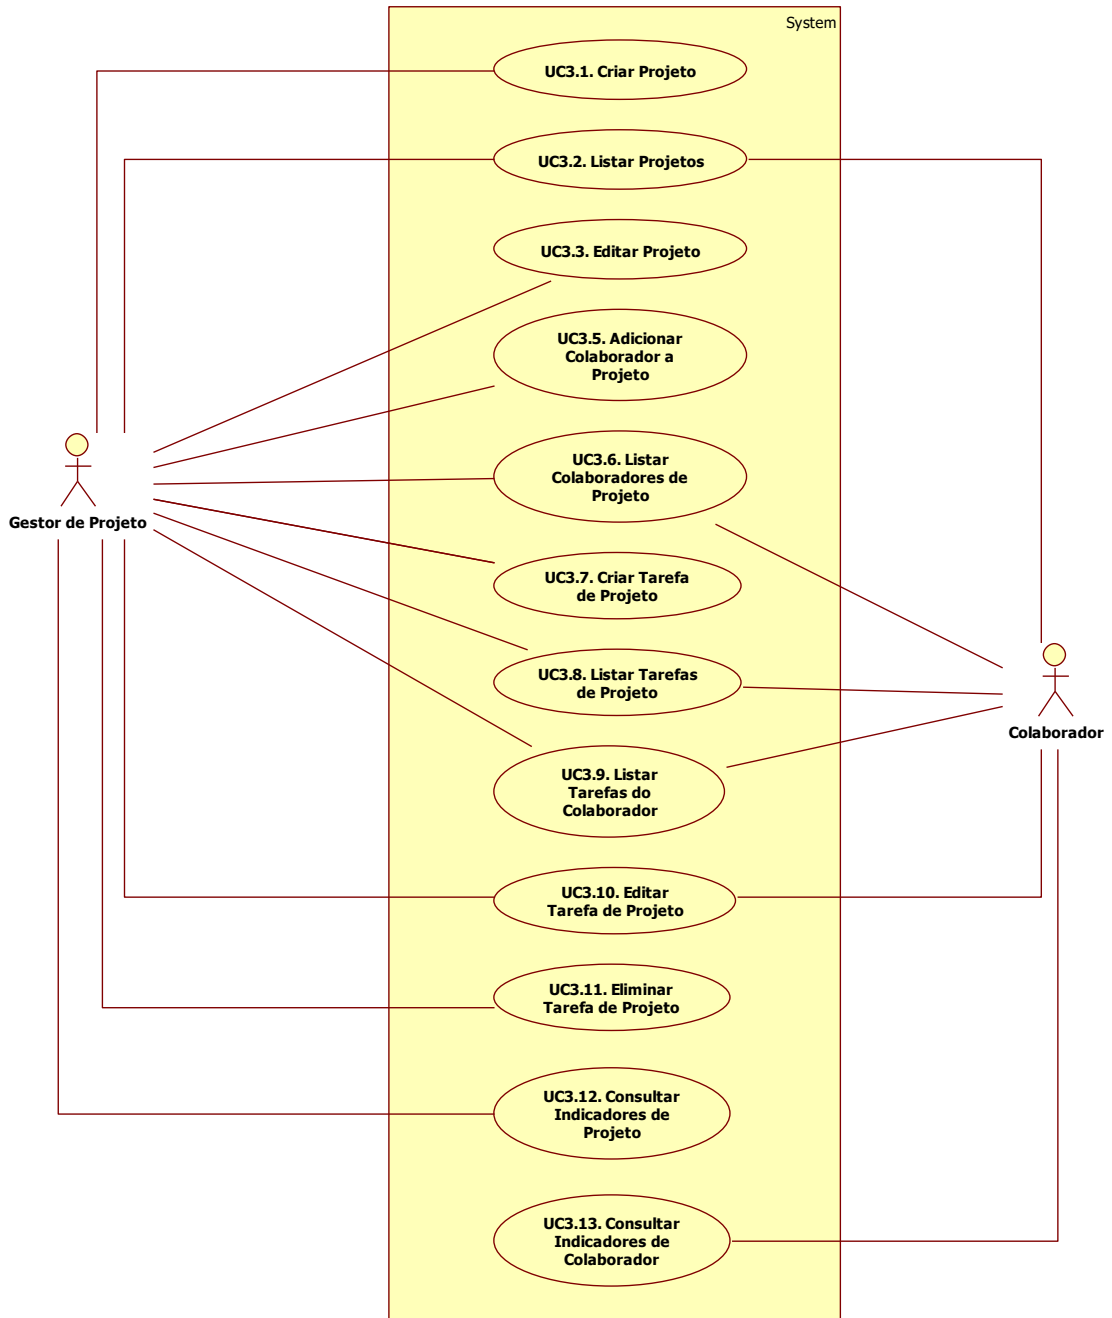 System
UC3.1. Criar Projeto
UC3.2. Listar Projetos
UC3.3. Editar Projeto
UC3.5. Adicionar
Colaborador a
Projeto
UC3.6. Listar
Colaboradores de
Projeto
Gestor de Projeto
UC3.7. Criar Tarefa
de Projeto
UC3.8. Listar Tarefas
de Projeto
Colaborador
UC3.9. Listar
Tarefas do
Colaborador
UC3.10. Editar
Tarefa de Projeto
UC3.11. Eliminar
Tarefa de Projeto
UC3.12. Consultar
Indicadores de
Projeto
UC3.13. Consultar
Indicadores de
Colaborador